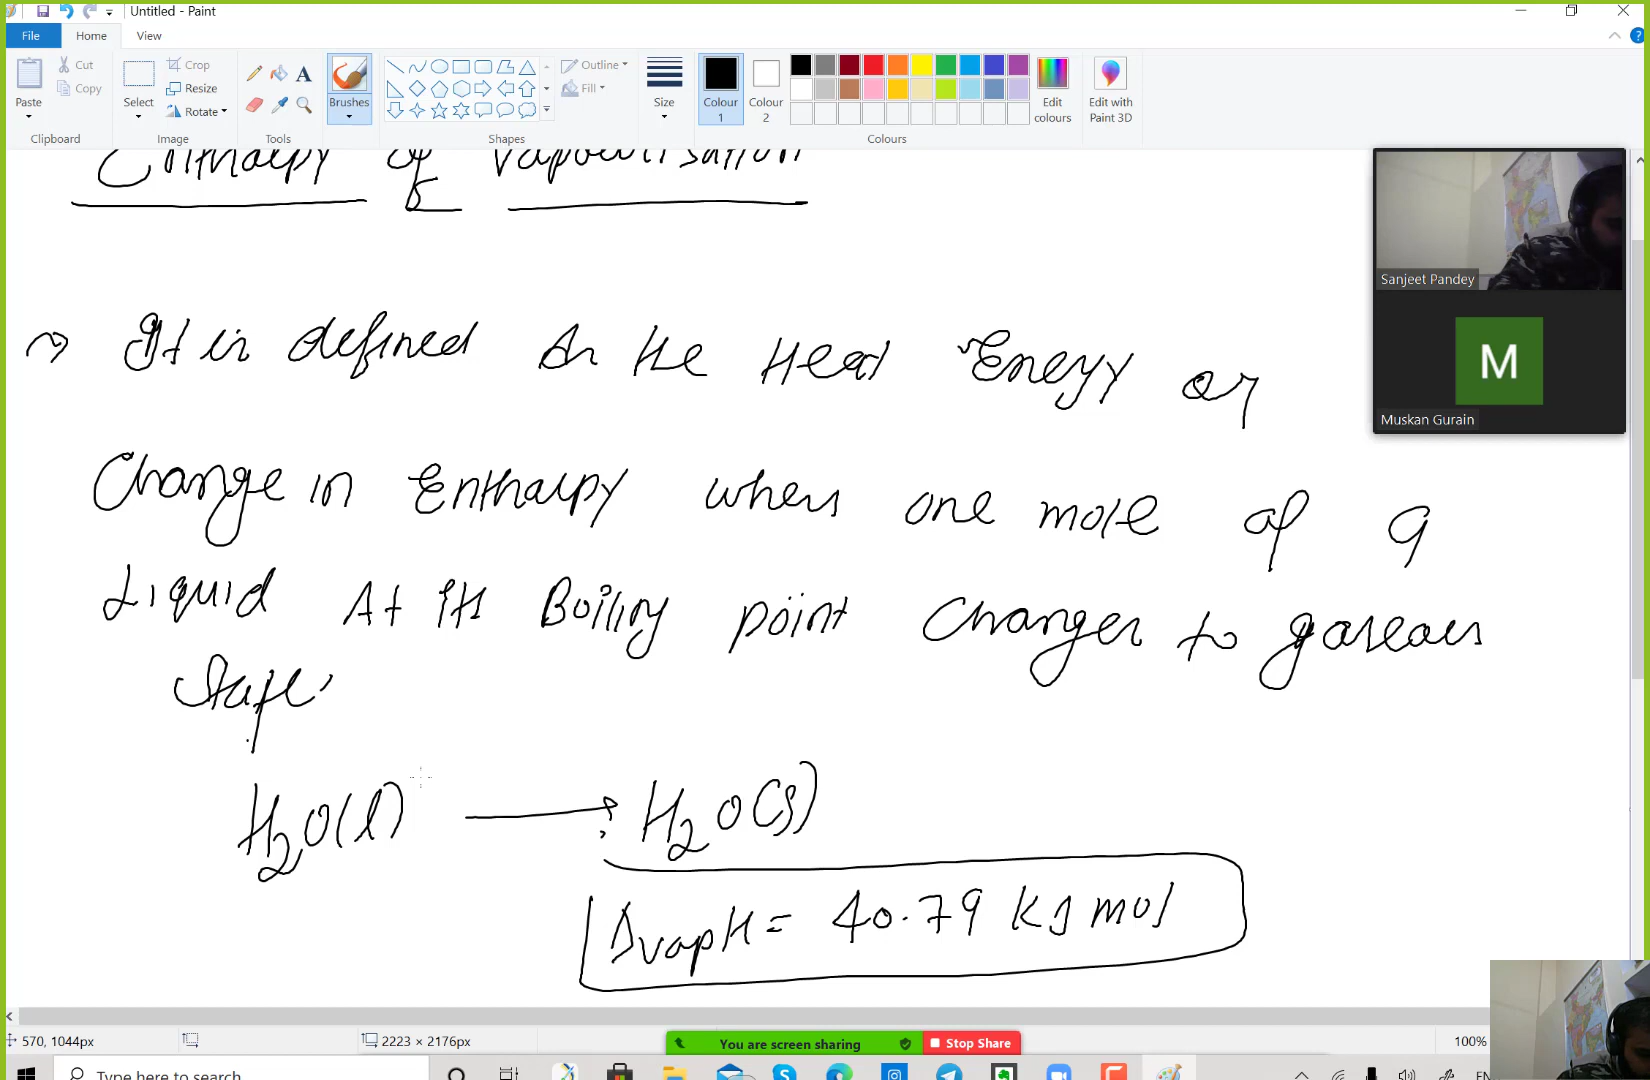 Untitled - Paint
File Home View
Cut
Copy
Paste
Clipboard
Select
Crop
Resize
Rotate
Image
Tools
Brushes
Shapes
Outline
Fill
Size
Colour 1
Colour 2
Edit colours
Edit with Paint 3D
Colours
Enthalpy of Vapourisation
It is defined as the Heat Energy or
Change in Enthalpy when one mole of a
Liquid At its Boiling point Changes to gaseous
State
H2O(l) → H2O(g)
ΔvapH = 40.79 KJ mol
Sanjeet Pandey
M
Muskan Gurain
570, 1044px
2223 × 2176px
You are screen sharing
Stop Share
100%
Type here to search